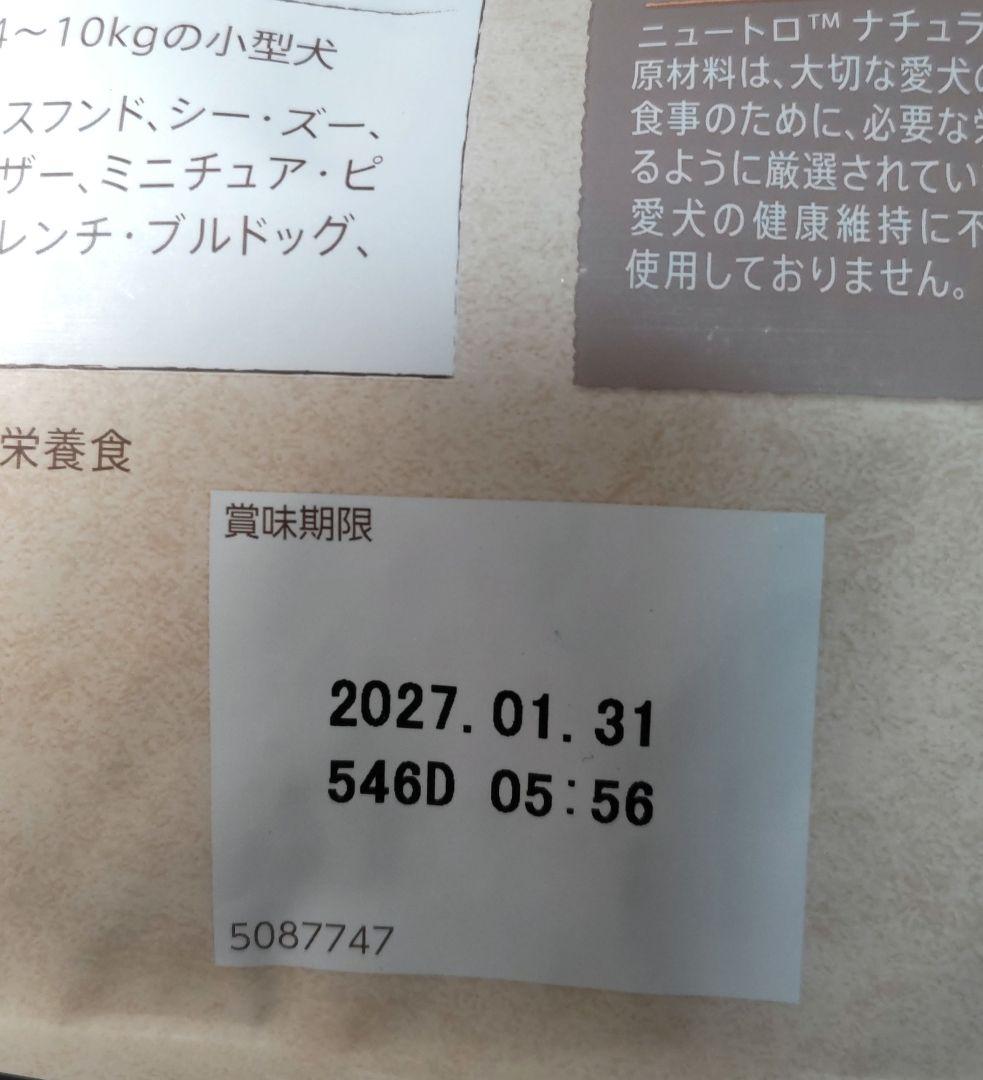 4～10kgの小型犬
スフンド、シー・ズー、
ザー、ミニチュア・ピ
レンチ・ブルドッグ、
ニュートロ™ ナチュラ
原材料は、大切な愛犬の
食事のために、必要な栄
るように厳選されてい
愛犬の健康維持に不
使用しておりません。
栄養食
賞味期限
2027.01.31
546D 05:56
5087747